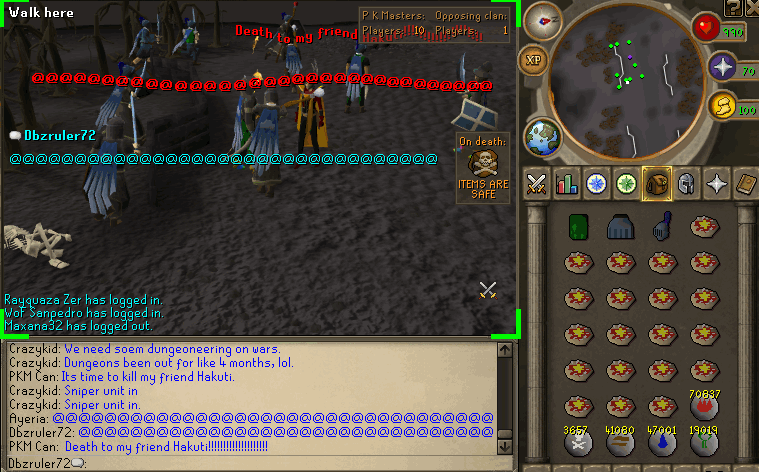 Walk here
P K Masters: Opposing clan:
Players: 10 Players: 1
Death to my friend Hakuti!!!
@@@@@@@@@@@@@@@@@@@@@@@@@@@@@@@@@
Dbzruler72
@@@@@@@@@@@@@@@@@@@@@@@@@@@@@@@@@
On death:
ITEMS ARE
SAFE
Rayquaza Zer has logged in.
WoF Sanpedro has logged in.
Maxana32 has logged out.
Crazykid: We need soem dungeoneering on wars.
Crazykid: Dungeons been out for like 4 months, lol.
PKM Can: Its time to kill my friend Hakuti.
Crazykid: Sniper unit in
Crazykid: Sniper unit in.
Ayeria: @@@@@@@@@@@@@@@@@@@@@@@@@@@@@@@@@@
Dbzruler72: @@@@@@@@@@@@@@@@@@@@@@@@@@@@@@@@
PKM Can: Death to my friend Hakuti!!!!!!!!!!!!!!!!!!!!
Dbzruler72:
990
XP
70
100
70837
3657 41080 47001 19019